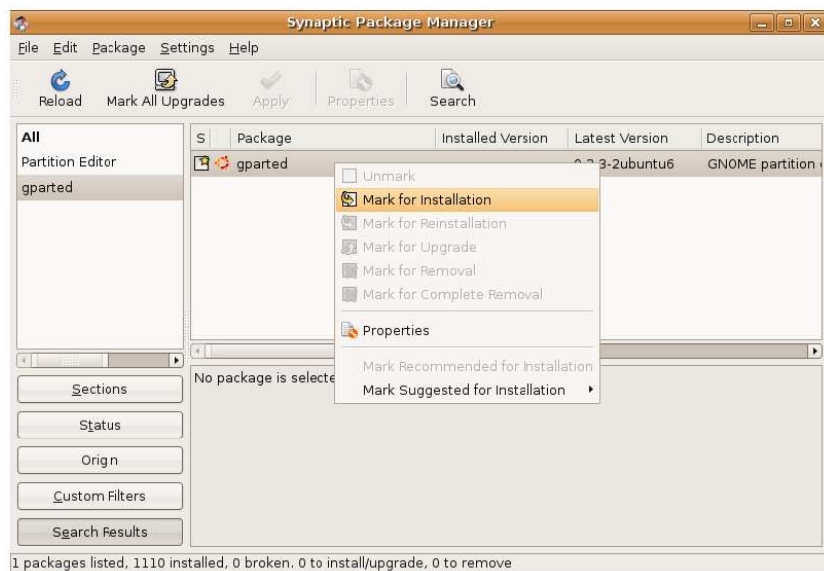 Synaptic Package Manager
File Edit Package Settings Help
Reload Mark All Upgrades Apply Properties Search
All
Partition Editor
gparted
S Package Installed Version Latest Version Description
gparted 0.3.3-2ubuntu6 GNOME partition
Unmark
Mark for Installation
Mark for Reinstallation
Mark for Upgrade
Mark for Removal
Mark for Complete Removal
Properties
Mark Recommended for Installation
Mark Suggested for Installation
No package is selecte
Sections
Status
Origin
Custom Filters
Search Results
1 packages listed, 1110 installed, 0 broken. 0 to install/upgrade, 0 to remove